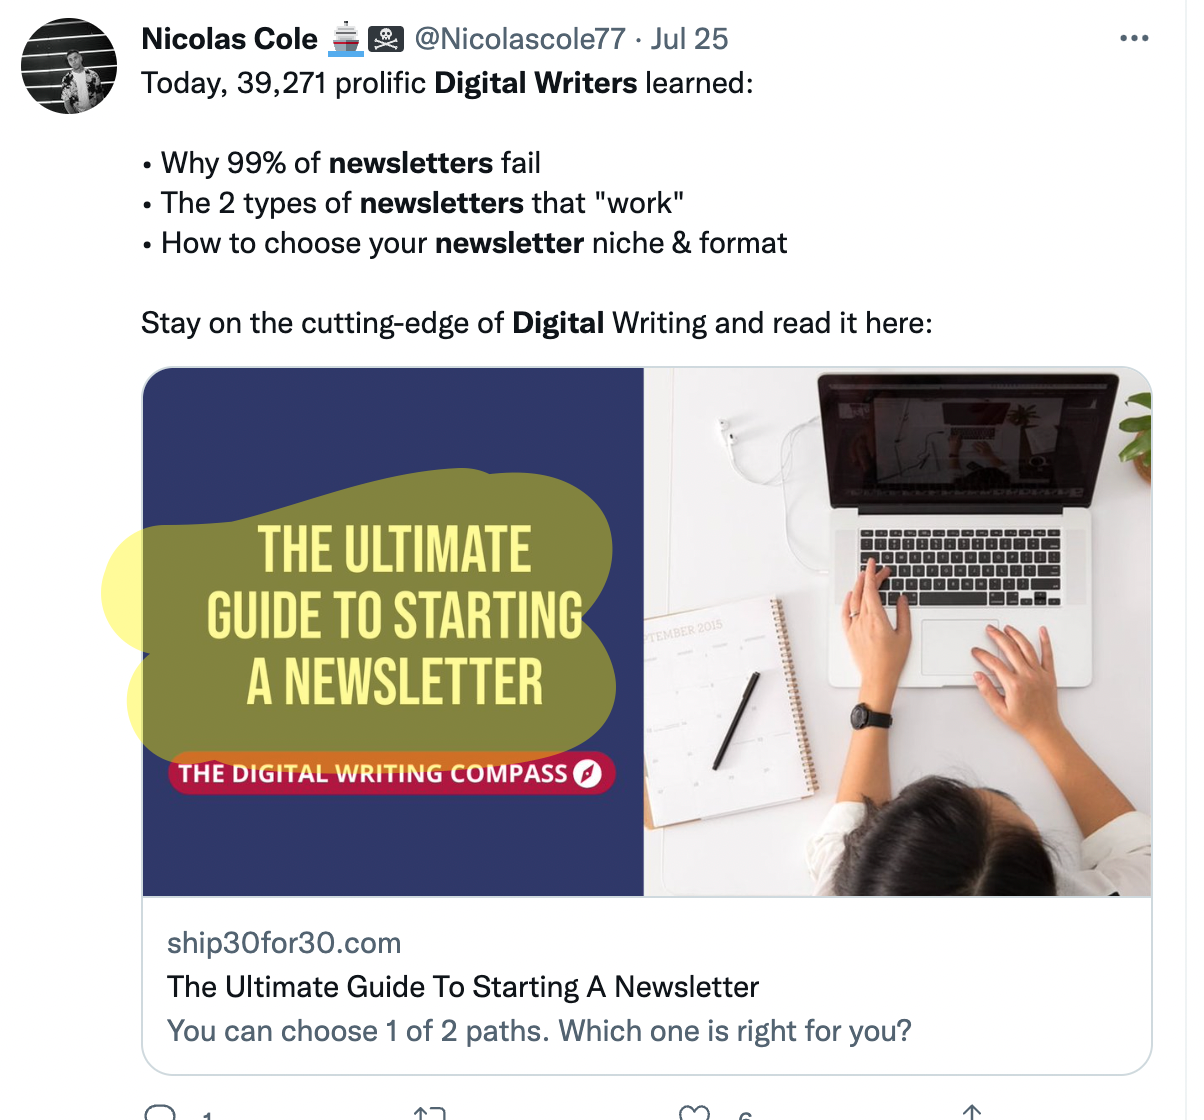 Nicolas Cole 🚢🏴‍☠️ @Nicolascole77 · Jul 25
Today, 39,271 prolific Digital Writers learned:
• Why 99% of newsletters fail
• The 2 types of newsletters that "work"
• How to choose your newsletter niche & format
Stay on the cutting-edge of Digital Writing and read it here:
THE ULTIMATE
GUIDE TO STARTING
A NEWSLETTER
THE DIGITAL WRITING COMPASS
PTEMBER 2015
ship30for30.com
The Ultimate Guide To Starting A Newsletter
You can choose 1 of 2 paths. Which one is right for you?